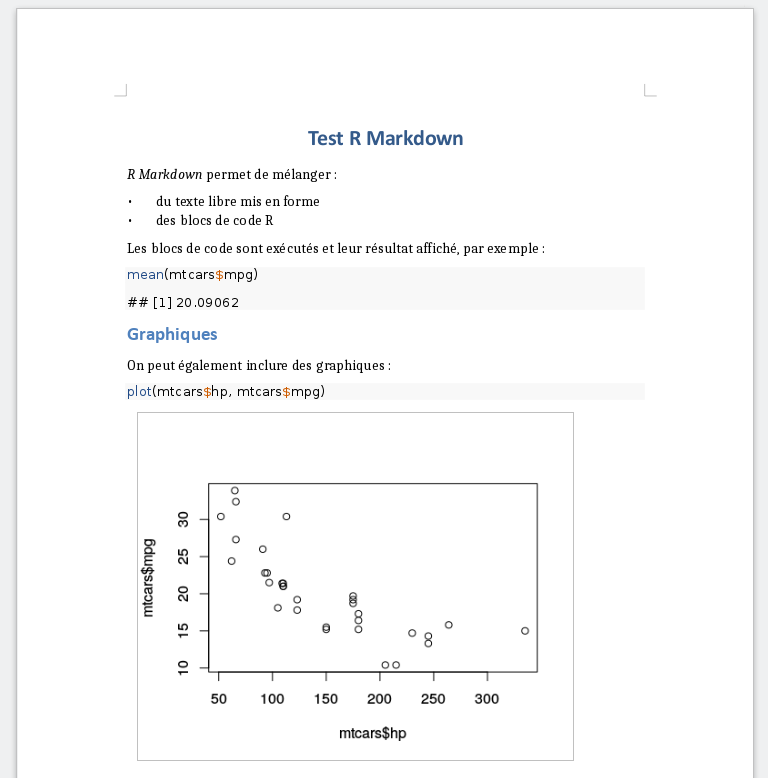 Test R Markdown
R Markdown permet de mélanger :
• du texte libre mis en forme
• des blocs de code R
Les blocs de code sont exécutés et leur résultat affiché, par exemple :
mean(mtcars$mpg)
## [1] 20.09062
Graphiques
On peut également inclure des graphiques :
plot(mtcars$hp, mtcars$mpg)
mtcars$mpg
30
25
20
15
10
50 100 150 200 250 300
mtcars$hp